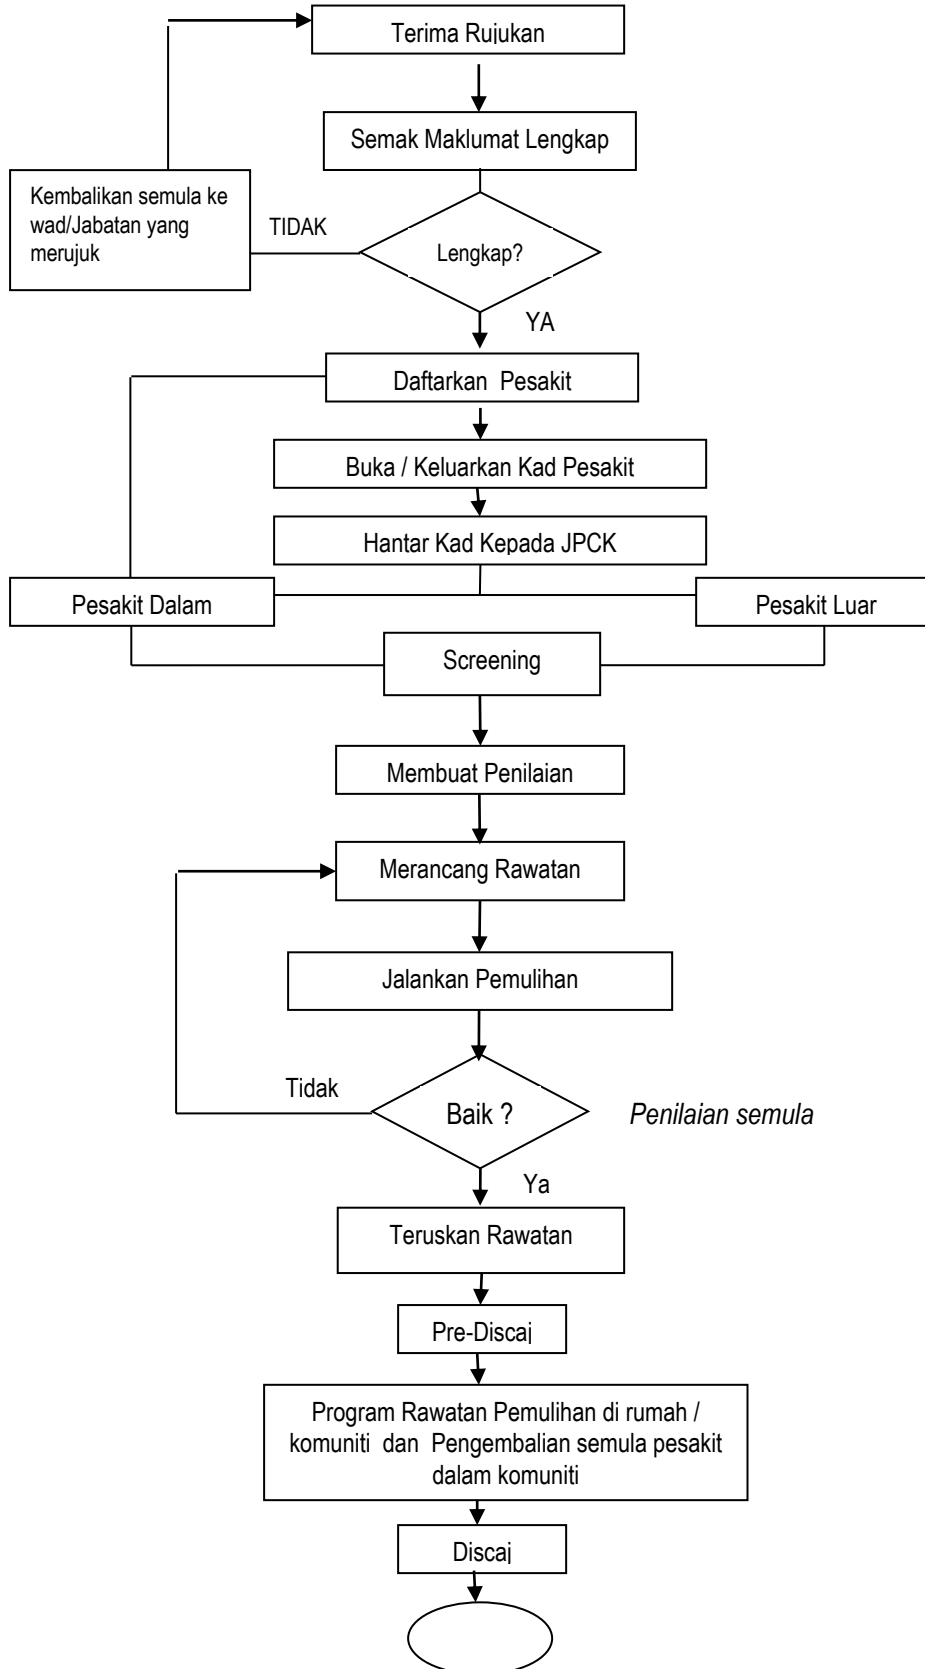 Terima Rujukan
Semak Maklumat Lengkap
Kembalikan semula ke
wad/Jabatan yang
merujuk
TIDAK
Lengkap?
YA
Daftarkan Pesakit
Buka / Keluarkan Kad Pesakit
Hantar Kad Kepada JPCK
Pesakit Dalam
Pesakit Luar
Screening
Membuat Penilaian
Merancang Rawatan
Jalankan Pemulihan
Tidak
Baik ?
Penilaian semula
Ya
Teruskan Rawatan
Pre-Discaj
Program Rawatan Pemulihan di rumah /
komuniti dan Pengembalian semula pesakit
dalam komuniti
Discaj